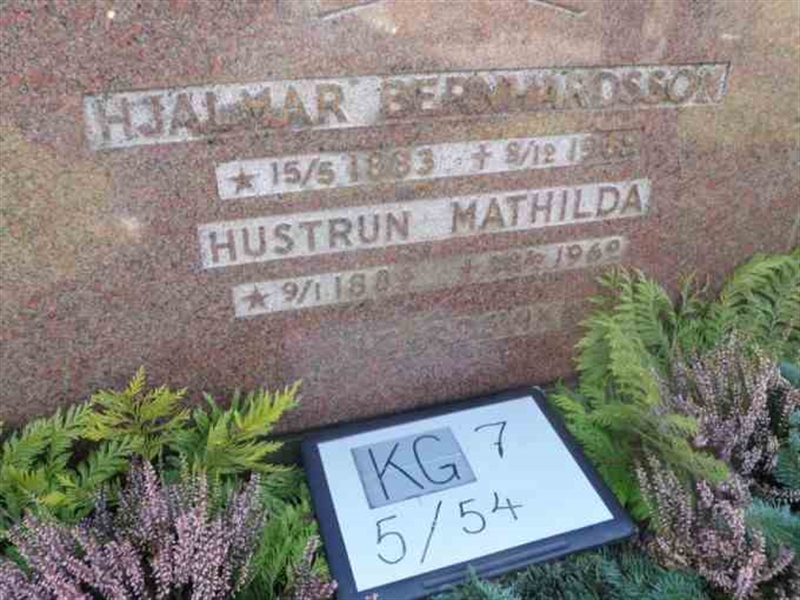 HJALMAR BERNHARDSSON
★ 15/5 1883 + 8/12
HUSTRUN MATHILDA
★ 9/1 + 1969
KG 7
5/54